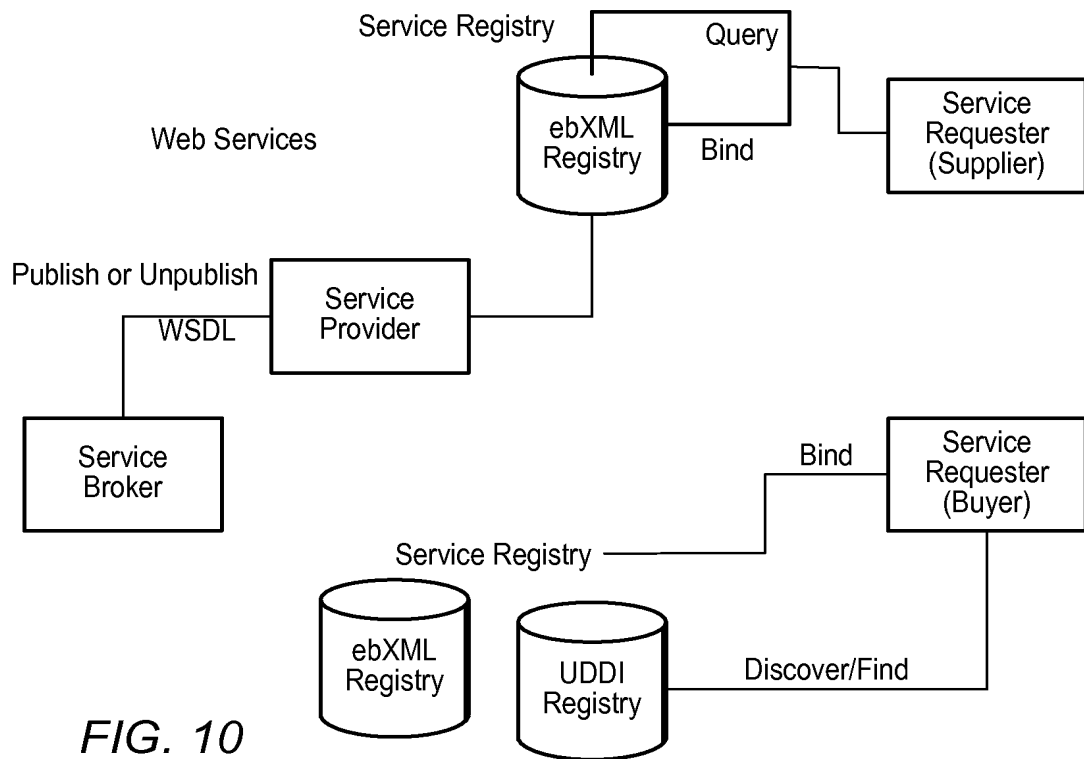 Service Registry
Query
ebXML
Registry
Service
Requester
(Supplier)
Web Services
Bind
Publish or Unpublish
WSDL
Service
Provider
Service
Broker
Bind
Service
Requester
(Buyer)
Service Registry
ebXML
Registry
UDDI
Registry
Discover/Find
FIG. 10